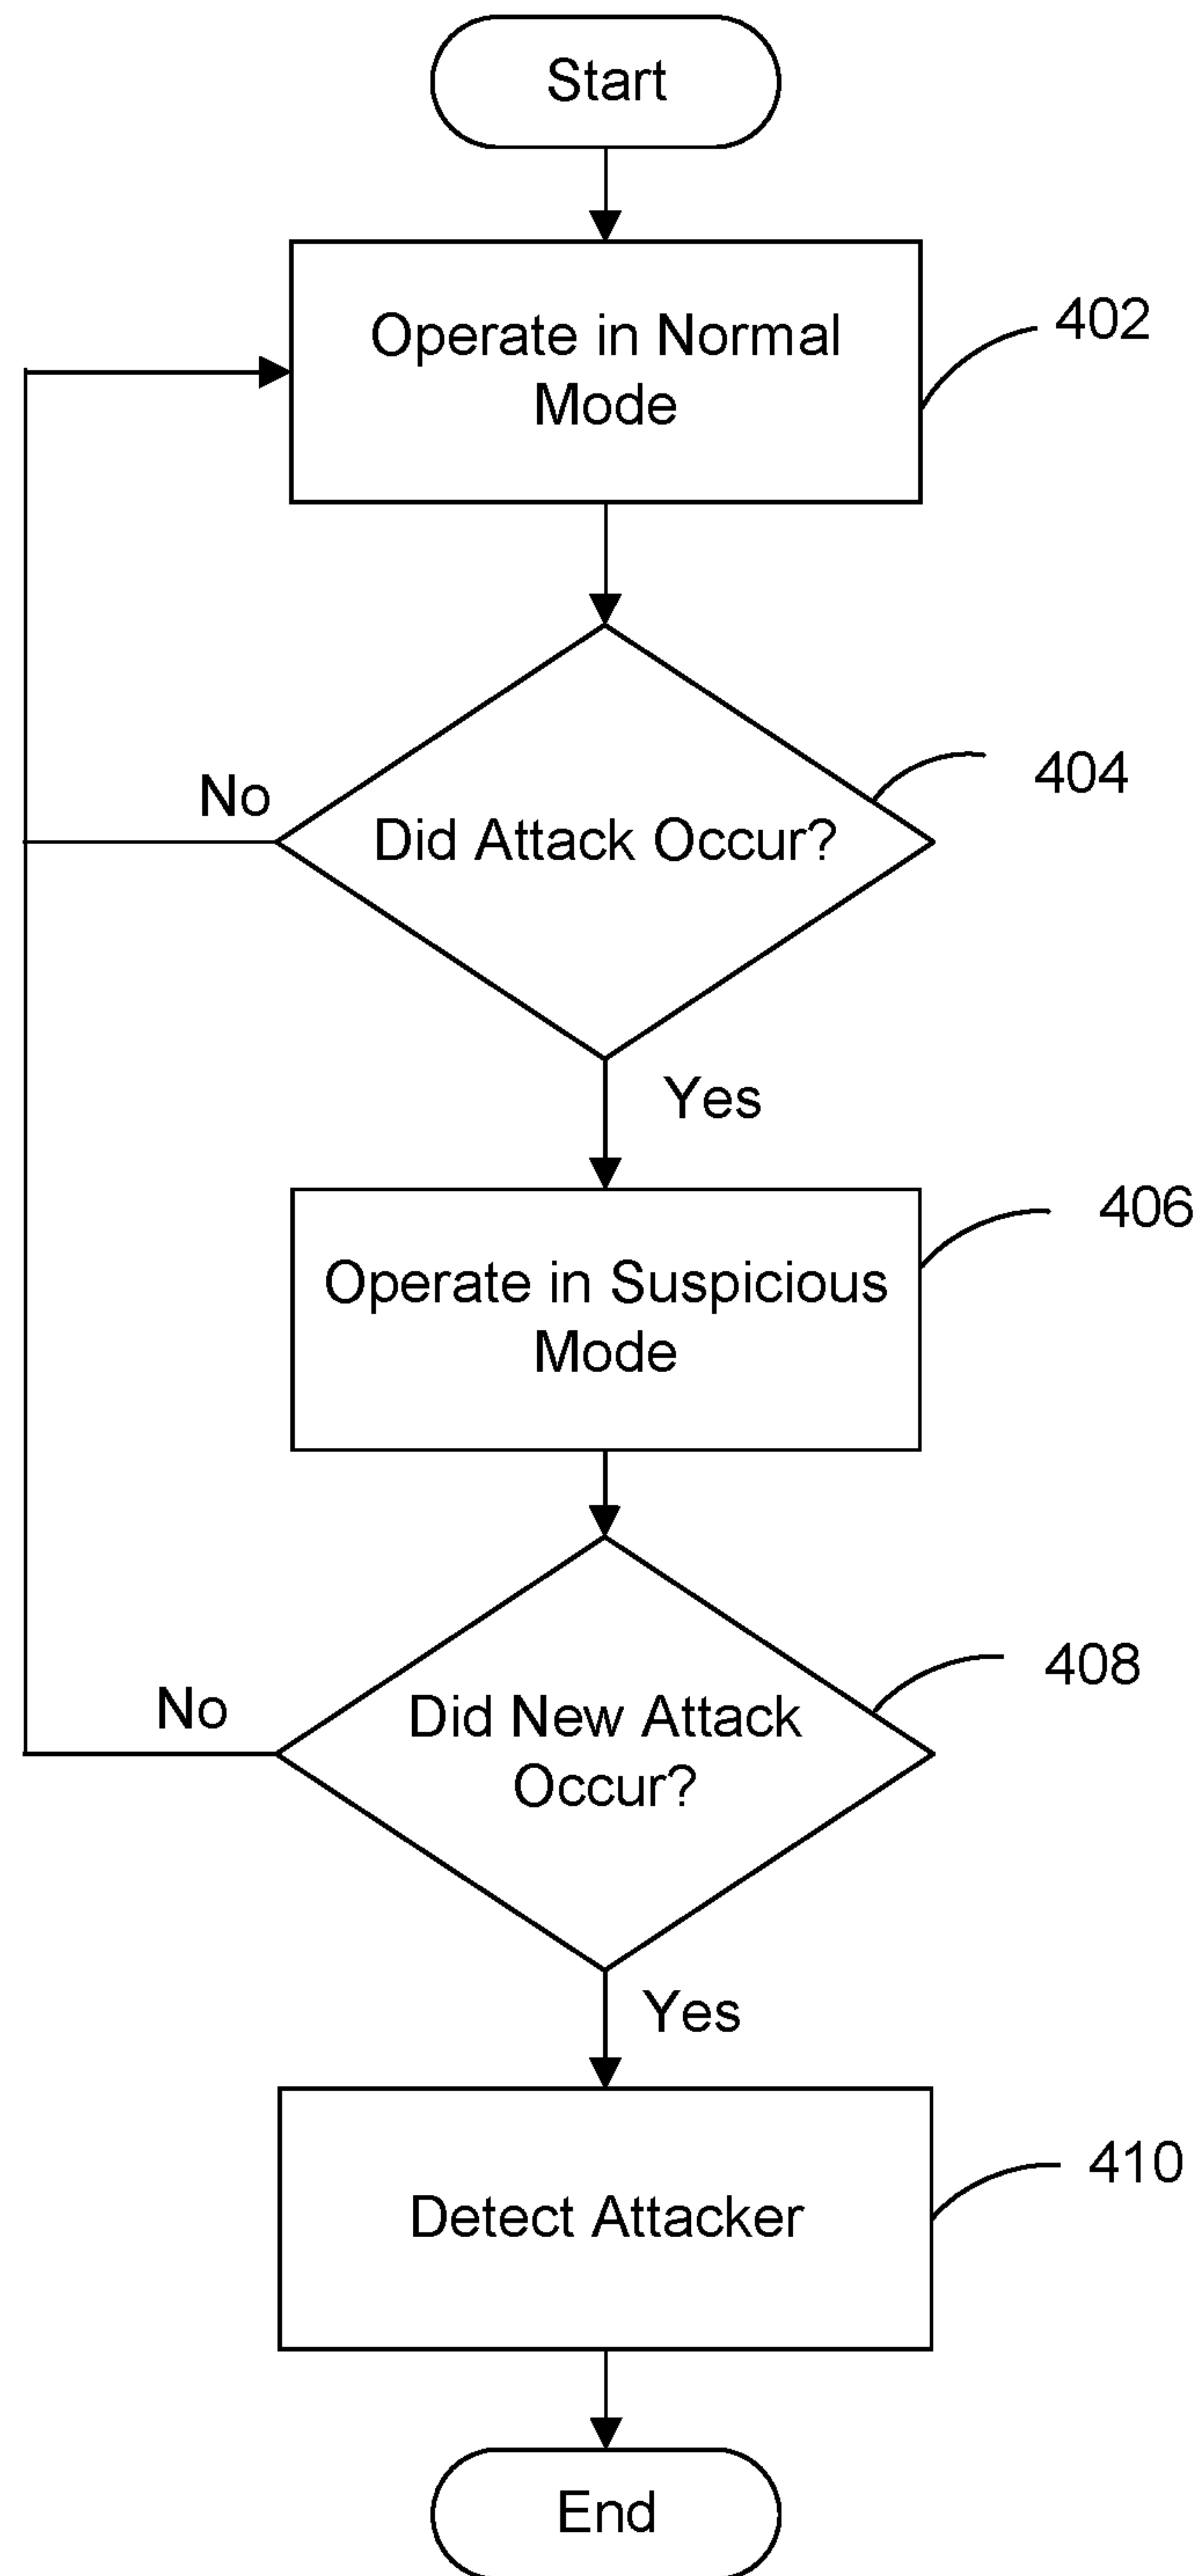 Start
Operate in Normal
Mode
402
404
No
Did Attack Occur?
Yes
406
Operate in Suspicious
Mode
408
No
Did New Attack
Occur?
Yes
410
Detect Attacker
End